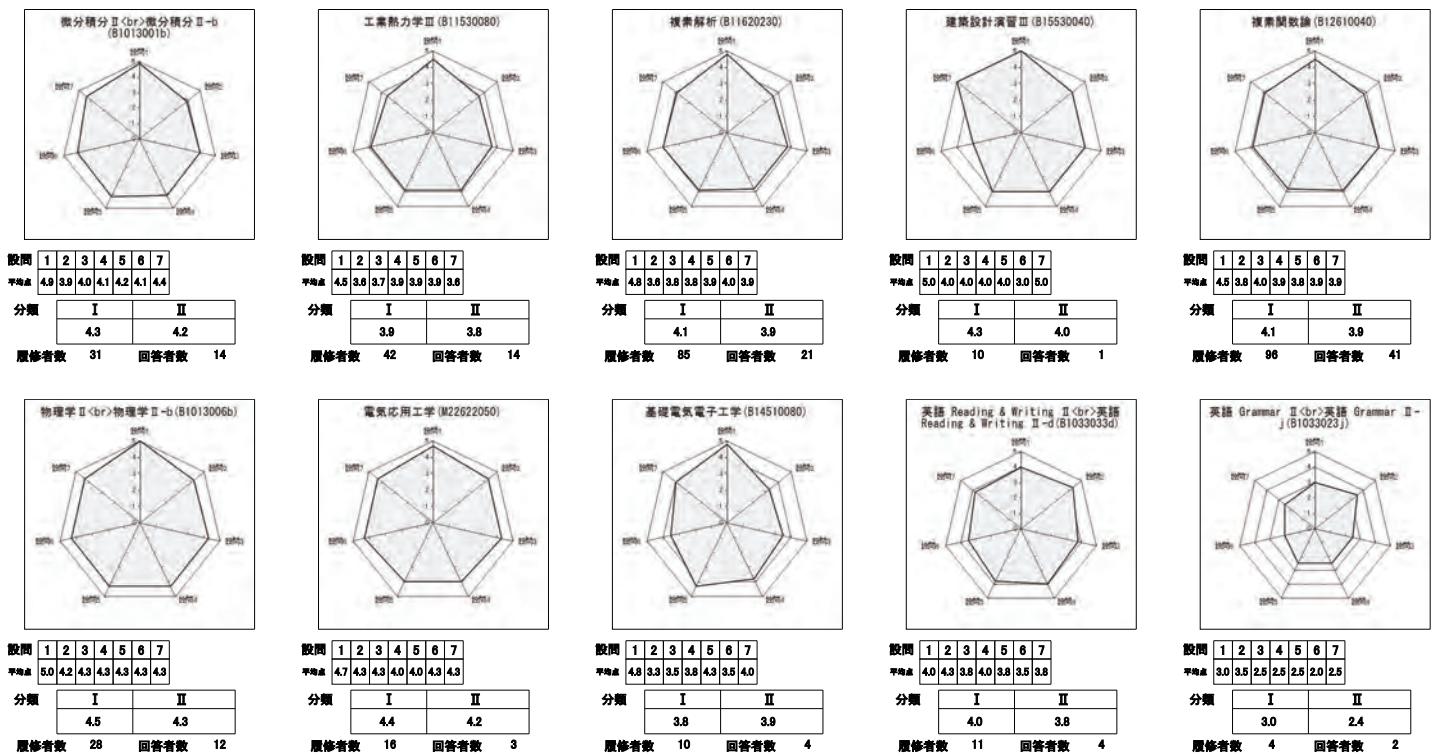 微分積分Ⅱ<br>微分積分Ⅱ-b
(B1013001b)
設問1
5
4
3
2
1
設問 1 2 3 4 5 6 7
平均点 4.9 3.9 4.0 4.1 4.2 4.1 4.4
分類 Ⅰ Ⅱ
4.3 4.2
履修者数 31 回答者数 14
工業熱力学Ⅲ(B11530080)
設問 1 2 3 4 5 6 7
平均点 4.5 3.6 3.7 3.9 3.9 3.9 3.6
分類 Ⅰ Ⅱ
3.9 3.8
履修者数 42 回答者数 14
複素解析(B11620230)
設問 1 2 3 4 5 6 7
平均点 4.8 3.6 3.8 3.8 3.9 4.0 3.9
分類 Ⅰ Ⅱ
4.1 3.9
履修者数 85 回答者数 21
建築設計演習Ⅲ(B15530040)
設問 1 2 3 4 5 6 7
平均点 5.0 4.0 4.0 4.0 4.0 3.0 5.0
分類 Ⅰ Ⅱ
4.3 4.0
履修者数 10 回答者数 1
複素関数論(B12610040)
設問 1 2 3 4 5 6 7
平均点 4.5 3.8 4.0 3.9 3.8 3.9 3.9
分類 Ⅰ Ⅱ
4.1 3.9
履修者数 96 回答者数 41
物理学Ⅱ<br>物理学Ⅱ-b(B1013006b)
設問 1 2 3 4 5 6 7
平均点 5.0 4.2 4.3 4.3 4.3 4.3 4.3
分類 Ⅰ Ⅱ
4.5 4.3
履修者数 28 回答者数 12
電気応用工学(M22622050)
設問 1 2 3 4 5 6 7
平均点 4.7 4.3 4.3 4.0 4.0 4.3 4.3
分類 Ⅰ Ⅱ
4.4 4.2
履修者数 16 回答者数 3
基礎電気電子工学(B14510080)
設問 1 2 3 4 5 6 7
平均点 4.8 3.3 3.5 3.8 4.3 3.5 4.0
分類 Ⅰ Ⅱ
3.8 3.9
履修者数 10 回答者数 4
英語 Reading & Writing Ⅱ<br>英語
Reading & Writing Ⅱ-d(B1033033d)
設問 1 2 3 4 5 6 7
平均点 4.0 4.3 3.8 4.0 3.8 3.5 3.8
分類 Ⅰ Ⅱ
4.0 3.8
履修者数 11 回答者数 4
英語 Grammar Ⅱ<br>英語 Grammar Ⅱ-
j(B1033023j)
設問 1 2 3 4 5 6 7
平均点 3.0 3.5 2.5 2.5 2.5 2.0 2.5
分類 Ⅰ Ⅱ
3.0 2.4
履修者数 4 回答者数 2